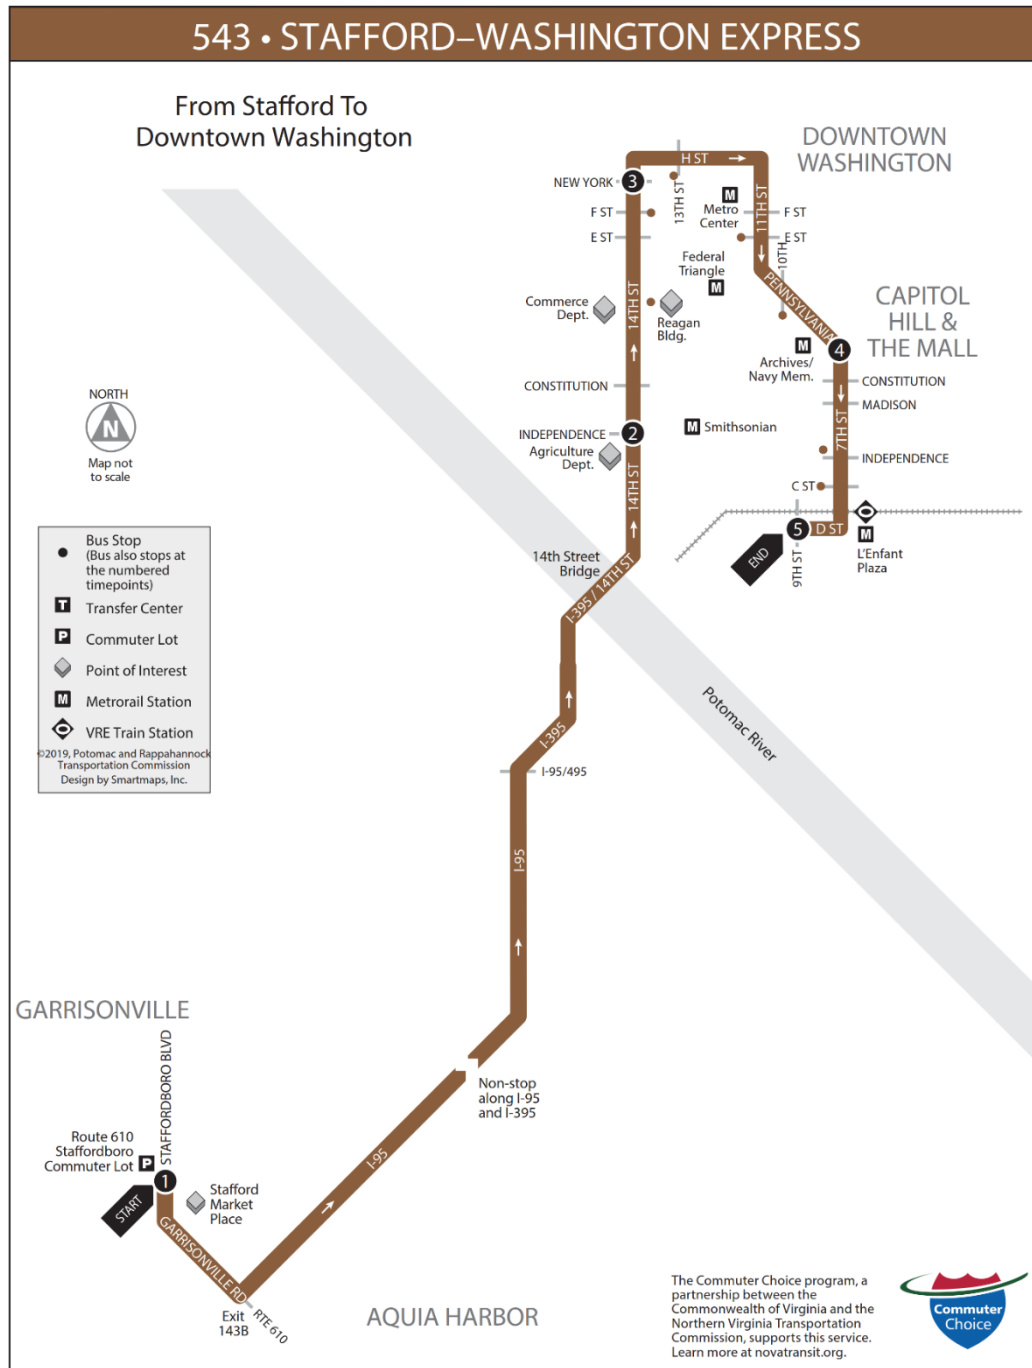 543 • STAFFORD–WASHINGTON EXPRESS
From Stafford To
Downtown Washington
DOWNTOWN
WASHINGTON
H ST
NEW YORK
3
13TH ST
M
Metro
Center
11TH ST
F ST
F ST
E ST
E ST
10TH
Federal
Triangle
M
PENNSYLVANIA
CAPITOL
HILL &
THE MALL
Commerce
Dept.
14TH ST
Reagan
Bldg.
M
Archives/
Navy Mem.
4
CONSTITUTION
CONSTITUTION
MADISON
7TH ST
NORTH
N
Map not
to scale
INDEPENDENCE
2
Agriculture
Dept.
M
Smithsonian
INDEPENDENCE
14TH ST
C ST
5
D ST
END
9TH ST
M
L'Enfant
Plaza
14th Street
Bridge
I-395 / 14TH ST
Bus Stop
(Bus also stops at
the numbered
timepoints)
T
Transfer Center
P
Commuter Lot
Point of Interest
M
Metrorail Station
VRE Train Station
©2019, Potomac and Rappahannock
Transportation Commission
Design by Smartmaps, Inc.
Potomac River
I-395
I-95/495
I-95
GARRISONVILLE
STAFFORDBORO BLVD
Non-stop
along I-95
and I-395
Route 610
Staffordboro
Commuter Lot
P
1
START
Stafford
Market
Place
I-95
GARRISONVILLE RD
Exit
143B
RTE 610
AQUIA HARBOR
The Commuter Choice program, a
partnership between the
Commonwealth of Virginia and the
Northern Virginia Transportation
Commission, supports this service.
Learn more at novatransit.org.
Commuter
Choice